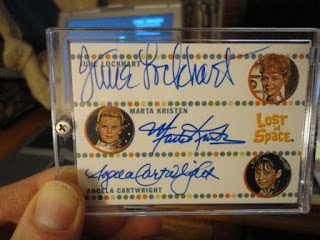 JUNE LOCKHART
June Lockhart
MARTA KRISTEN
Marta Kristen
LOST in SPACE
Angela Cartwright
ANGELA CARTWRIGHT